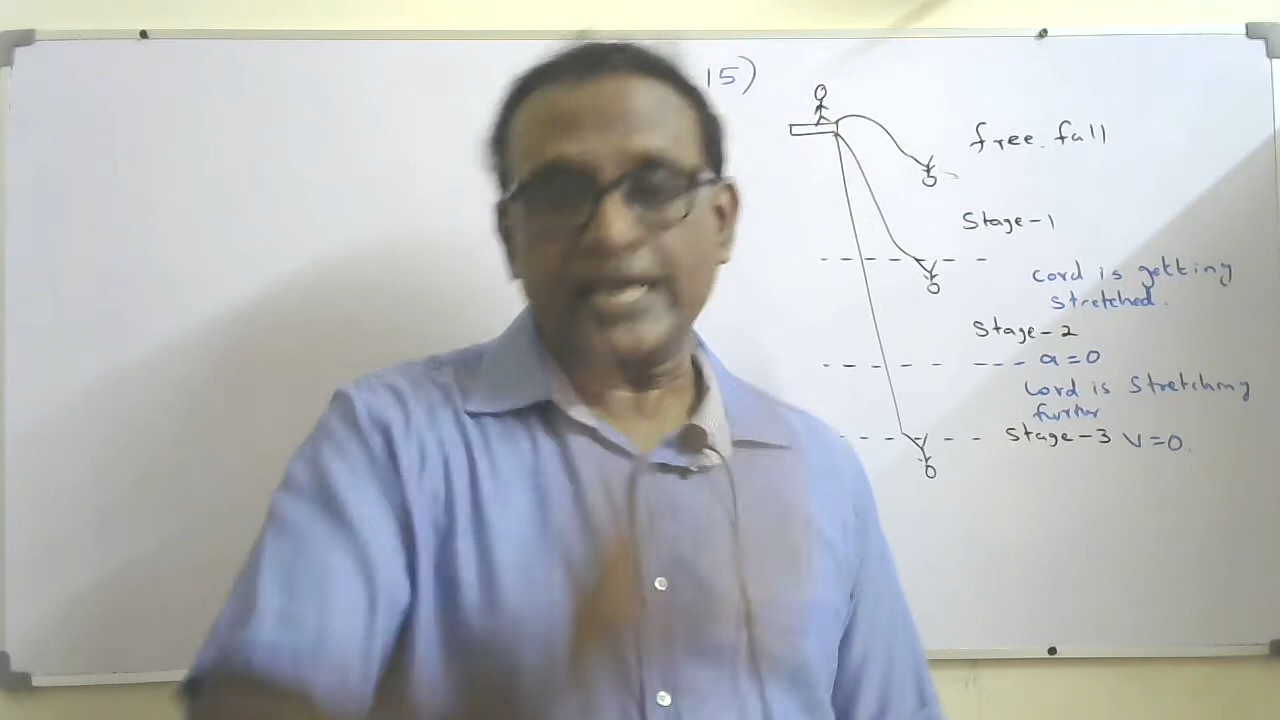 15)
free fall
Stage-1
cord is getting
stretched.
Stage-2
a=0
Cord is Stretching
further
Stage-3 V=0